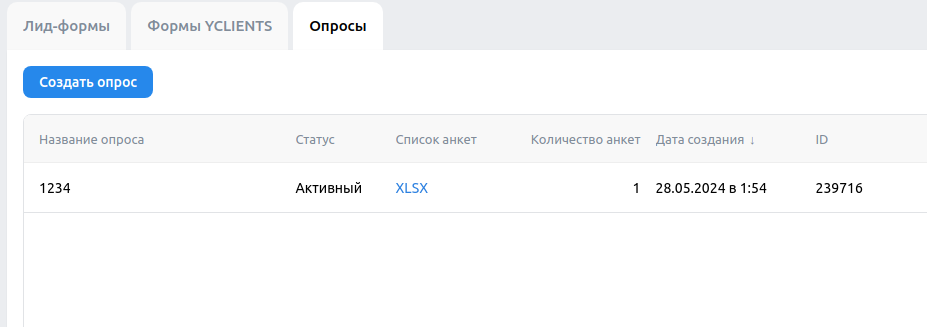 Лид-формы Формы YCLIENTS Опросы
Создать опрос
Название опроса Статус Список анкет Количество анкет Дата создания ↓ ID
1234 Активный XLSX 1 28.05.2024 в 1:54 239716